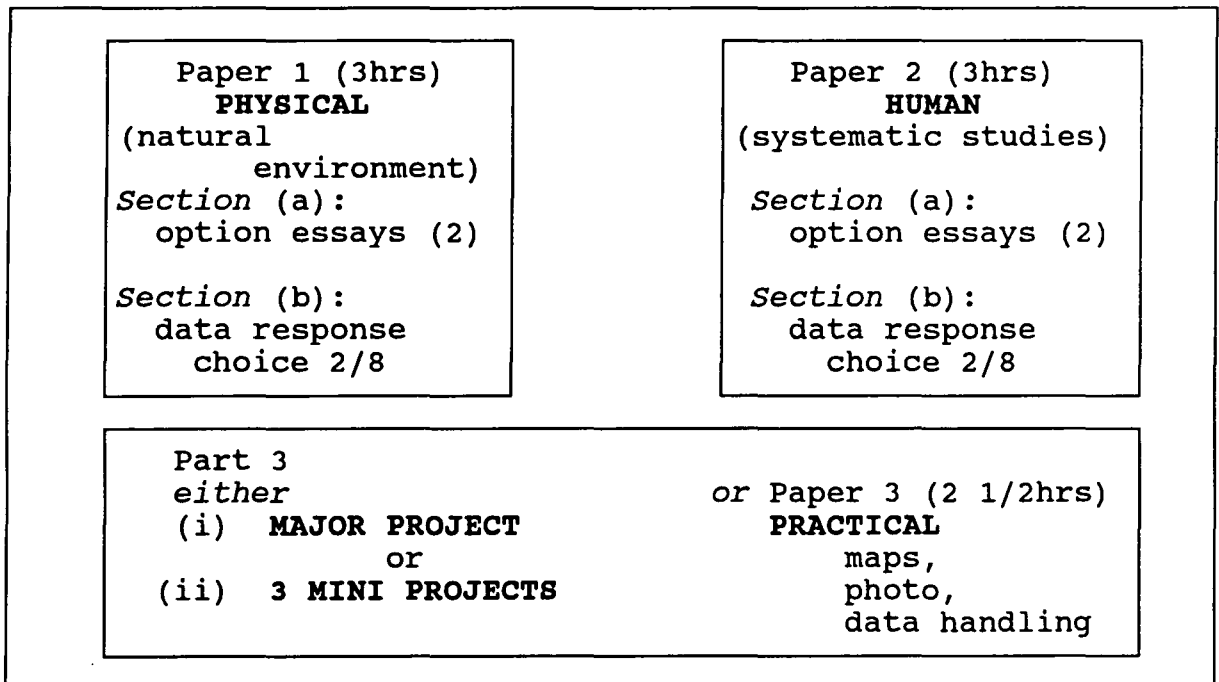 Paper 1 (3hrs)
PHYSICAL
(natural
environment)
Section (a):
option essays (2)
Section (b):
data response
choice 2/8
Paper 2 (3hrs)
HUMAN
(systematic studies)
Section (a):
option essays (2)
Section (b):
data response
choice 2/8
Part 3
either
(i) MAJOR PROJECT
or
(ii) 3 MINI PROJECTS
or Paper 3 (2 1/2hrs)
PRACTICAL
maps,
photo,
data handling